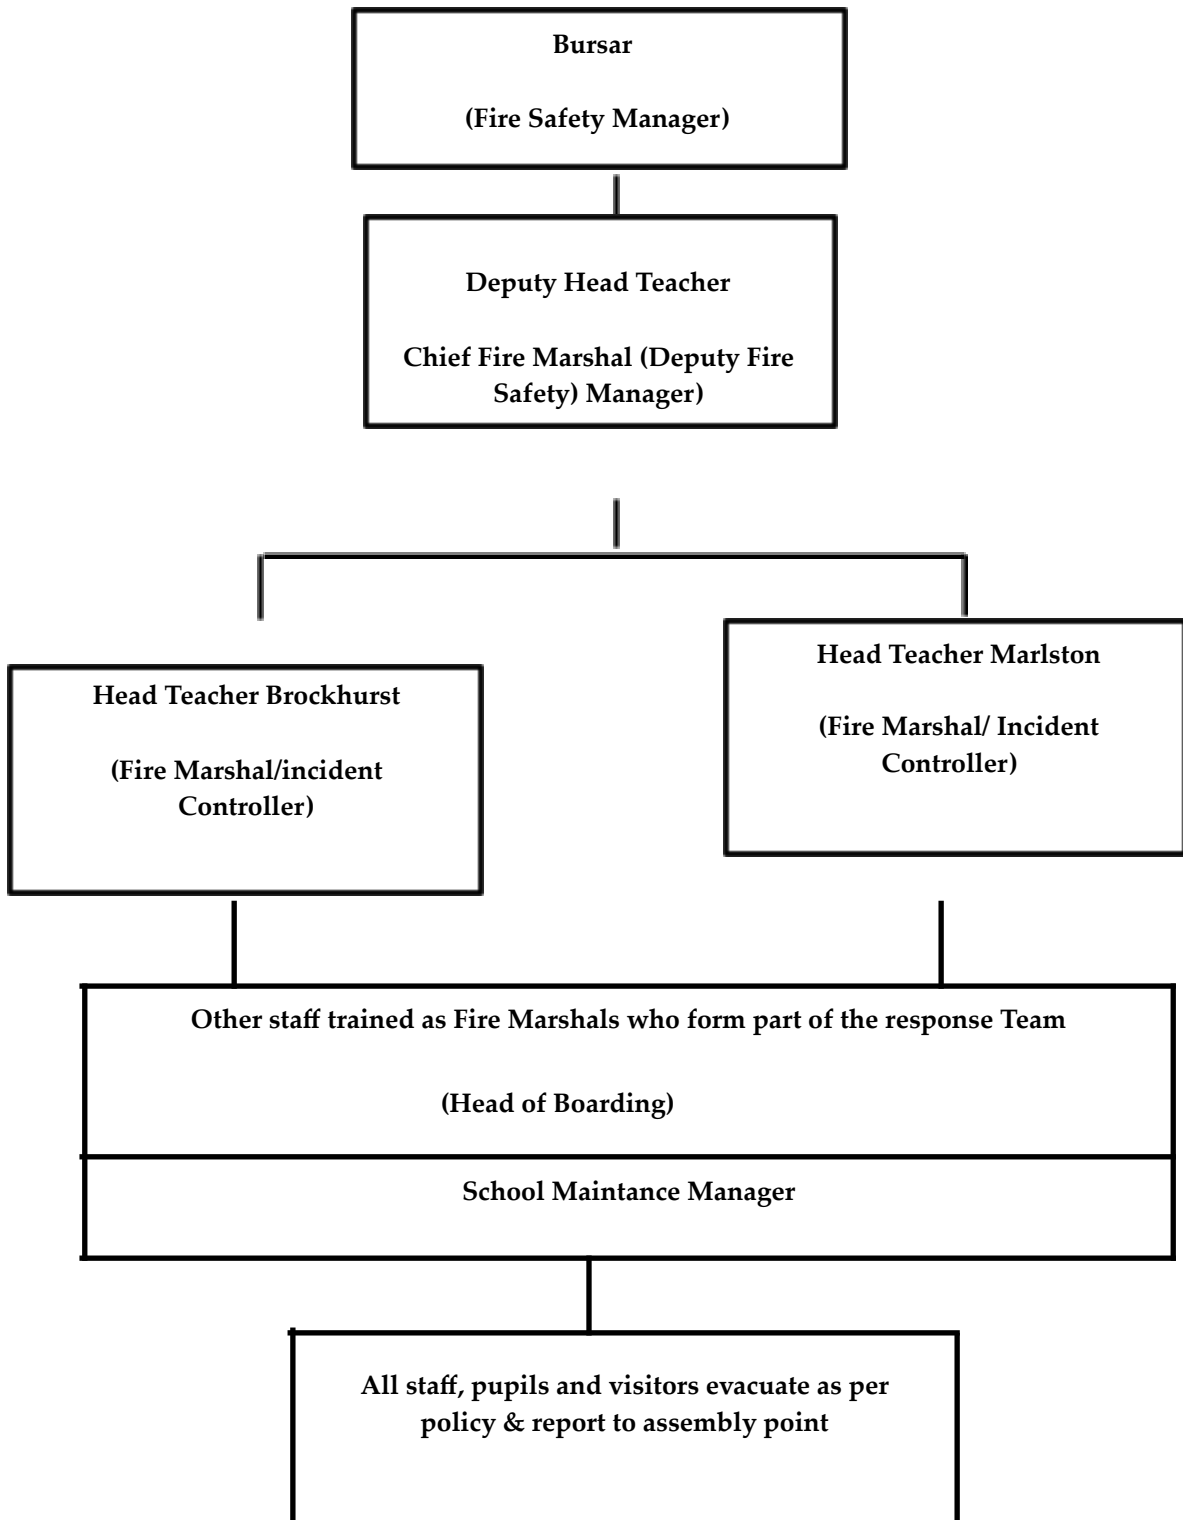 Bursar
(Fire Safety Manager)
Deputy Head Teacher
Chief Fire Marshal (Deputy Fire
Safety) Manager)
Head Teacher Brockhurst
(Fire Marshal/incident
Controller)
Head Teacher Marlston
(Fire Marshal/ Incident
Controller)
Other staff trained as Fire Marshals who form part of the response Team
(Head of Boarding)
School Maintance Manager
All staff, pupils and visitors evacuate as per
policy & report to assembly point